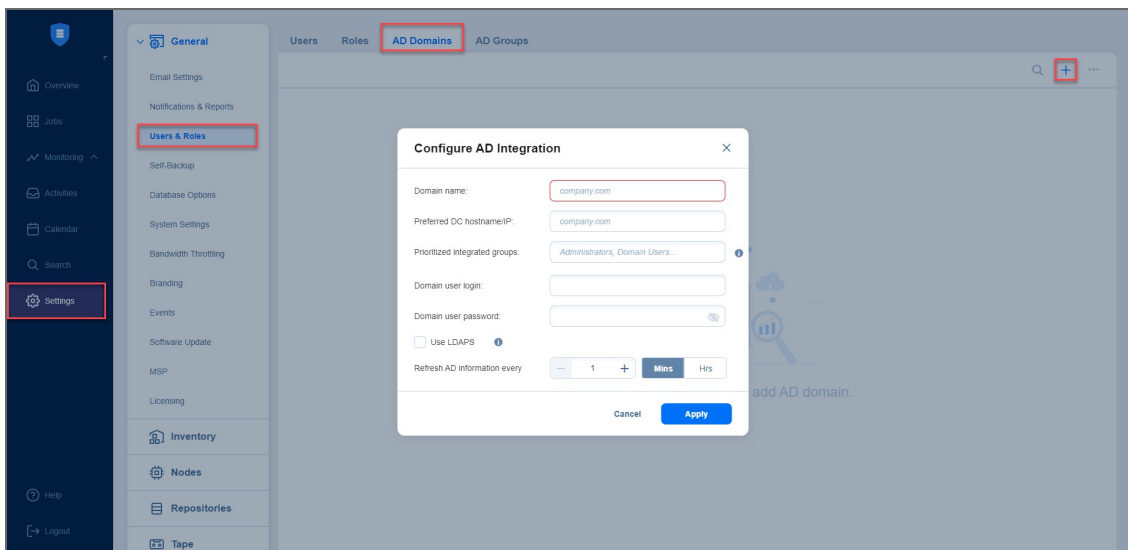 Overview
Jobs
Monitoring
Activities
Calendar
Search
Settings
Help
Logout
General
Email Settings
Notifications & Reports
Users & Roles
Self-Backup
Database Options
System Settings
Bandwidth Throttling
Branding
Events
Software Update
MSP
Licensing
Inventory
Nodes
Repositories
Tape
Users Roles AD Domains AD Groups
Configure AD Integration
Domain name: company.com
Preferred DC hostname/IP: company.com
Prioritized integrated groups: Administrators, Domain Users...
Domain user login:
Domain user password:
Use LDAPS
Refresh AD information every 1 Mins Hrs
add AD domain.
Cancel Apply